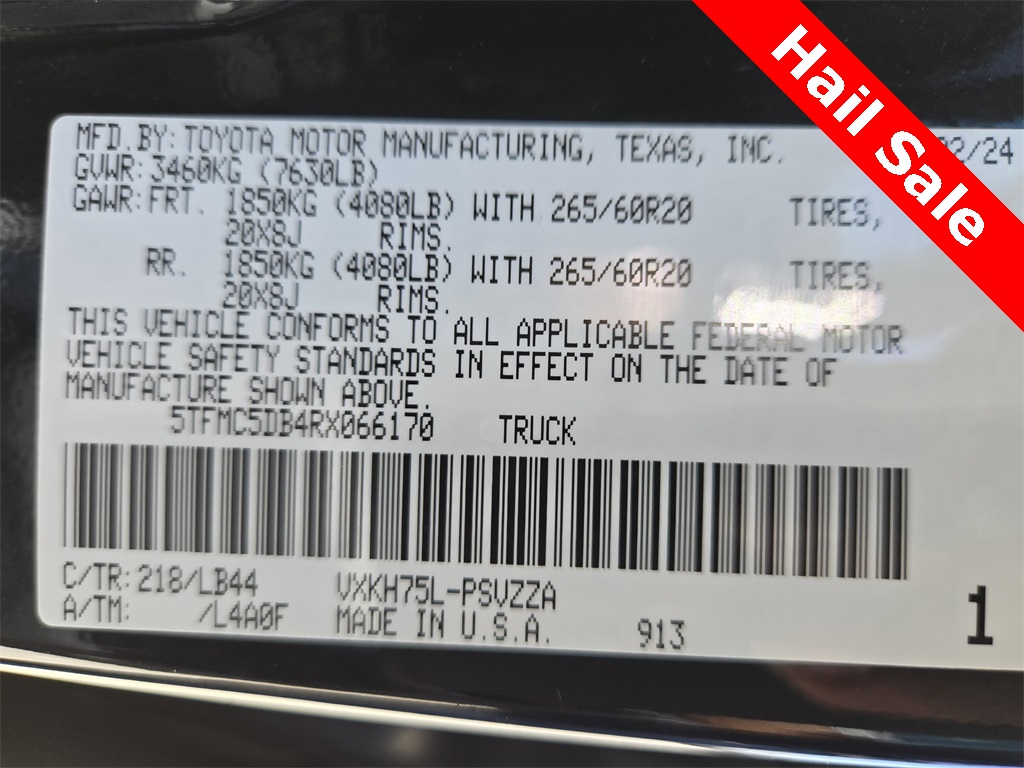 Hail Sale
MFD.BY: TOYOTA MOTOR MANUFACTURING, TEXAS, INC. 02/24
GVWR: 3460KG (7630LB)
GAWR: FRT. 1850KG (4080LB) WITH 265/60R20 TIRES,
20X8J RIMS.
RR. 1850KG (4080LB) WITH 265/60R20 TIRES,
20X8J RIMS.
THIS VEHICLE CONFORMS TO ALL APPLICABLE FEDERAL MOTOR
VEHICLE SAFETY STANDARDS IN EFFECT ON THE DATE OF
MANUFACTURE SHOWN ABOVE.
5TFMC5DB4RX066170 TRUCK
C/TR: 218/LB44 VXKH75L-PSVZZA
A/TM: /L4A0F MADE IN U.S.A. 913
1